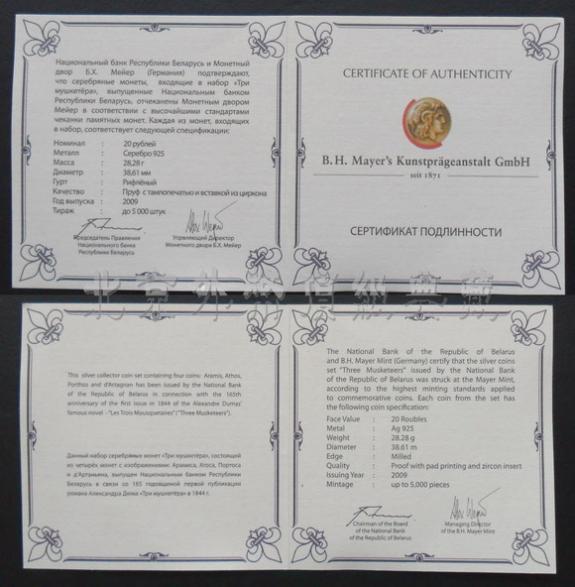 Национальный банк Республики Беларусь и Монетный
двор Б.Х. Мейер (Германия) подтверждают,
что серебряные монеты, входящие в набор «Три
мушкетёра», выпущенные Национальным банком
Республики Беларусь, отчеканены Монетным двором
Мейер в соответствии с высочайшими стандартами
чеканки памятных монет. Каждая из монет, входящих
в набор, соответствует следующей спецификации:
Номинал : 20 рублей
Металл : Серебро 925
Масса : 28,28 г
Диаметр : 38,61 мм
Гурт : Рифлёный
Качество : Пруф с тампопечатью и вставкой из циркона
Год выпуска : 2009
Тираж : до 5 000 штук
Председатель Правления
Национального банка
Республики Беларусь
Управляющий Директор
Монетного двора Б.Х. Мейер
CERTIFICATE OF AUTHENTICITY
B.H. Mayer's Kunstprägeanstalt GmbH
seit 1871
СЕРТИФИКАТ ПОДЛИННОСТИ
北京外
This silver collector coin set containing four coins: Aramis, Athos,
Porthos and d'Artagnan has been issued by the National Bank
of the Republic of Belarus in connection with the 165th
anniversary of the first issue in 1844 of the Alexandre Dumas'
famous novel - "Les Trois Mousquetaires" ("Three Musketeers").
Данный набор серебряных монет «Три мушкетёра», состоящий
из четырёх монет с изображениями: Арамиса, Атоса, Портоса
и д'Артаньяна, выпущен Национальным банком Республики
Беларусь в связи со 165 годовщиной первой публикации
романа Александра Дюма «Три мушкетёра» в 1844 г.
The National Bank of the Republic of Belarus
and B.H. Mayer Mint (Germany) certify that the silver coins
set "Three Musketeers" issued by the National Bank
of the Republic of Belarus was struck at the Mayer Mint,
according to the highest minting standards applied
to commemorative coins. Each coin from the set has
the following coin specification:
Face Value : 20 Roubles
Metal : Ag 925
Weight : 28.28 g
Diameter : 38.61 m
Edge : Milled
Quality : Proof with pad printing and zircon insert
Issuing Year : 2009
Mintage : up to 5,000 pieces
Chairman of the Board
of the National Bank
of the Republic of Belarus
Managing Director
of the B.H. Mayer Mint